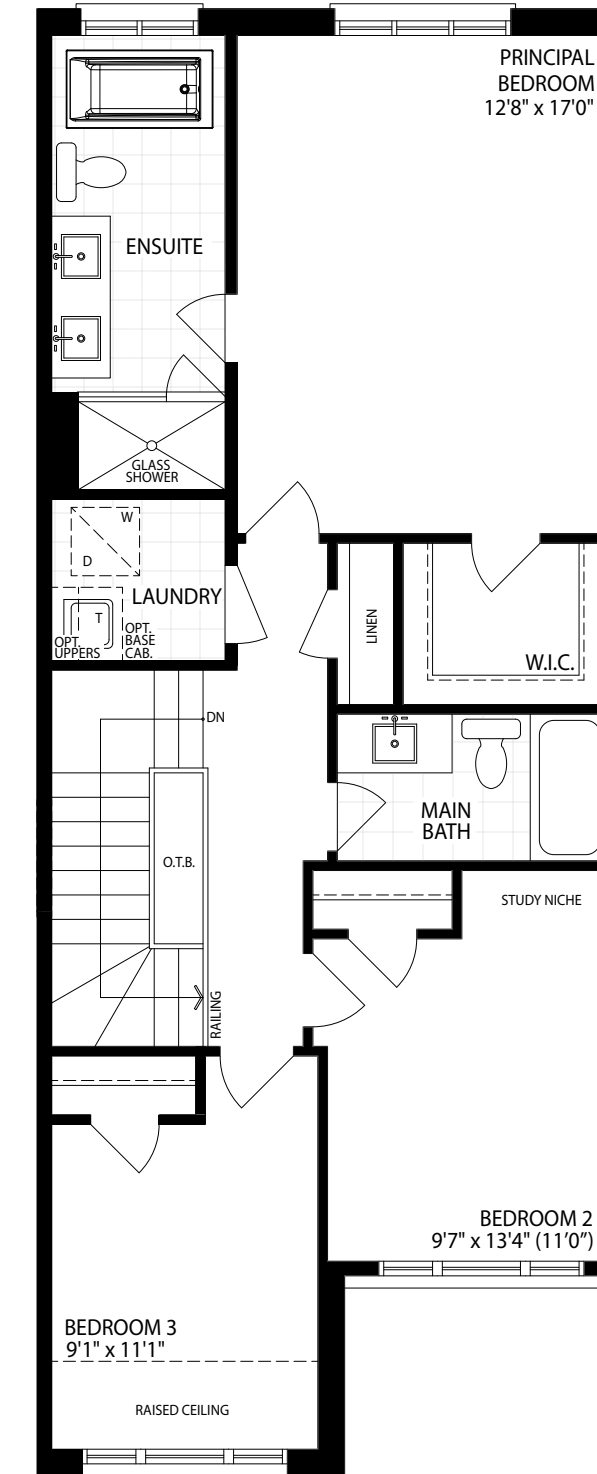 PRINCIPAL
BEDROOM
12'8" x 17'0"
ENSUITE
GLASS
SHOWER
W
D
LAUNDRY
T
OPT.
UPPERS
OPT.
BASE
CAB.
LINEN
W.I.C.
DN
MAIN
BATH
O.T.B.
STUDY NICHE
RAILING
BEDROOM 2
9'7" x 13'4" (11’0”)
BEDROOM 3
9'1" x 11'1"
RAISED CEILING